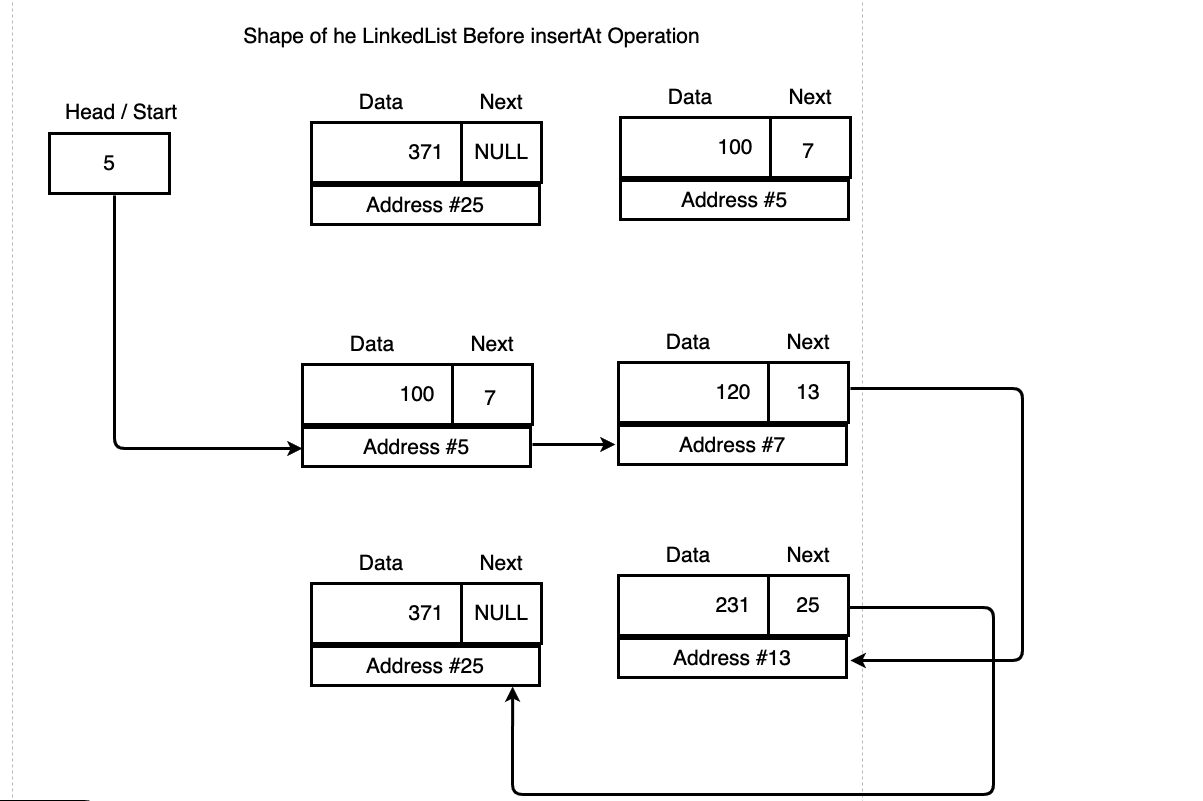 Shape of he LinkedList Before insertAt Operation
Head / Start
5
Data Next
371 NULL
Address #25
Data Next
100 7
Address #5
Data Next
100 7
Address #5
Data Next
120 13
Address #7
Data Next
371 NULL
Address #25
Data Next
231 25
Address #13